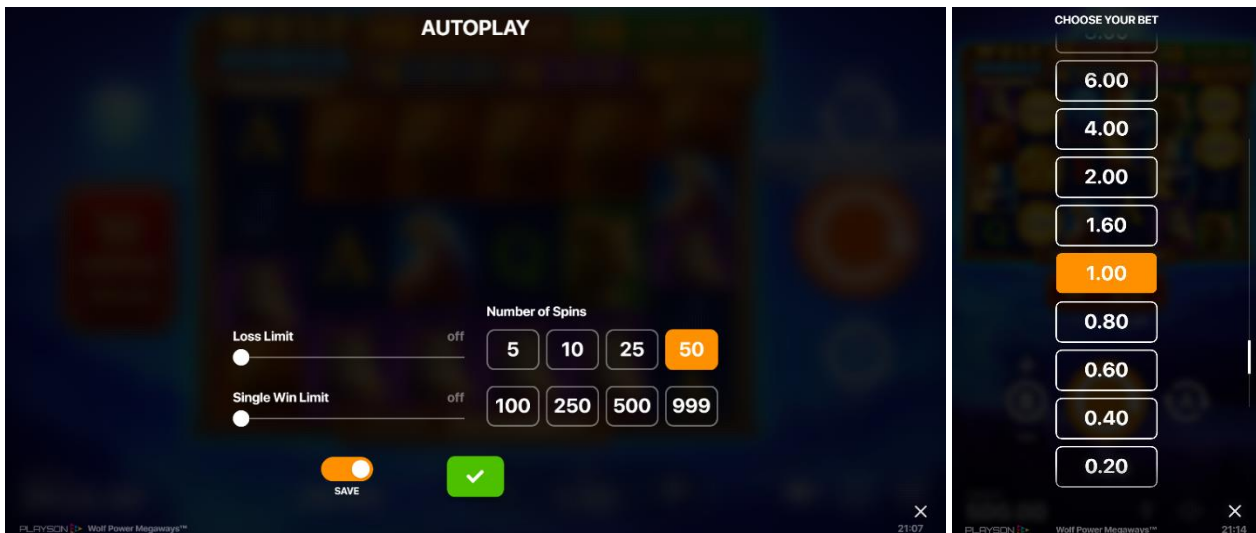 AUTOPLAY
Number of Spins
Loss Limit off
5 10 25 50
Single Win Limit off
100 250 500 999
SAVE
PLAYSON Wolf Power Megaways™ 21:07
CHOOSE YOUR BET
6.00
4.00
2.00
1.60
1.00
0.80
0.60
0.40
0.20
PLAYSON Wolf Power Megaways™ 21:14